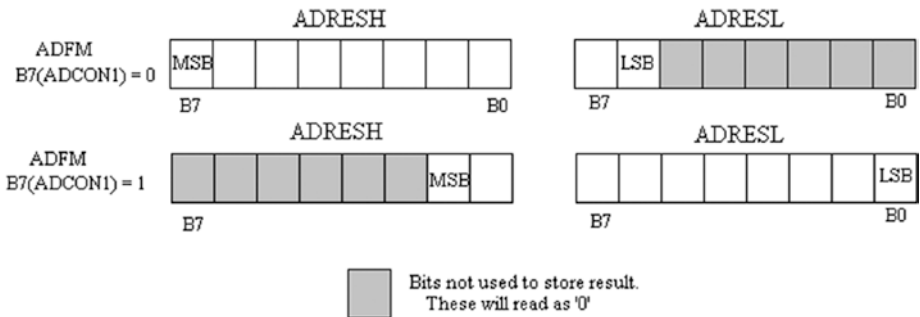 ADRESH ADRESL
ADFM
B7(ADCON1) = 0
MSB LSB
B7 B0 B7 B0
ADRESH ADRESL
ADFM
B7(ADCON1) = 1
MSB LSB
B7 B7 B0
Bits not used to store result.
These will read as '0'